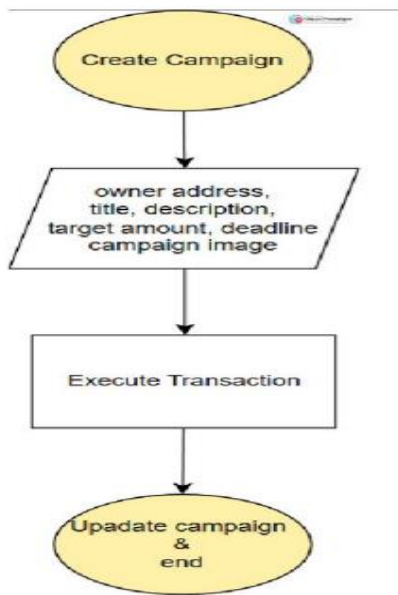 Create Campaign
owner address,
title, description,
target amount, deadline
campaign image
Execute Transaction
Upadate campaign
&
end